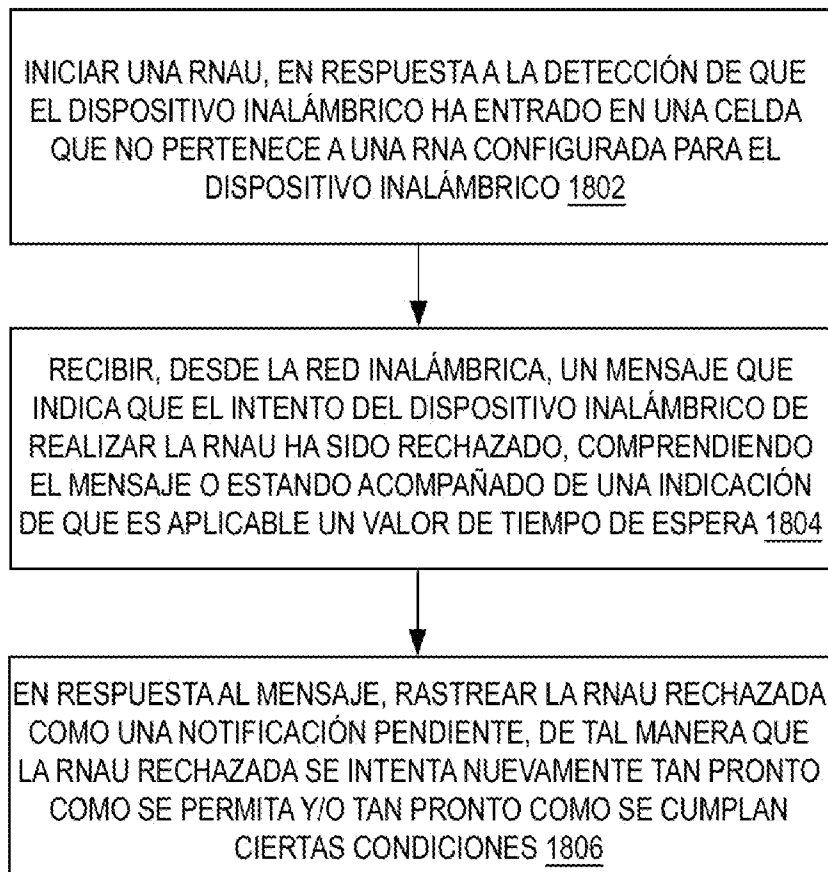 INICIAR UNA RNAU, EN RESPUESTA A LA DETECCIÓN DE QUE
EL DISPOSITIVO INALÁMBRICO HA ENTRADO EN UNA CELDA
QUE NO PERTENECE A UNA RNA CONFIGURADA PARA EL
DISPOSITIVO INALÁMBRICO 1802
RECIBIR, DESDE LA RED INALÁMBRICA, UN MENSAJE QUE
INDICA QUE EL INTENTO DEL DISPOSITIVO INALÁMBRICO DE
REALIZAR LA RNAU HA SIDO RECHAZADO, COMPRENDIENDO
EL MENSAJE O ESTANDO ACOMPAÑADO DE UNA INDICACIÓN
DE QUE ES APLICABLE UN VALOR DE TIEMPO DE ESPERA 1804
EN RESPUESTA AL MENSAJE, RASTREAR LA RNAU RECHAZADA
COMO UNA NOTIFICACIÓN PENDIENTE, DE TAL MANERA QUE
LA RNAU RECHAZADA SE INTENTA NUEVAMENTE TAN PRONTO
COMO SE PERMITA Y/O TAN PRONTO COMO SE CUMPLAN
CIERTAS CONDICIONES 1806